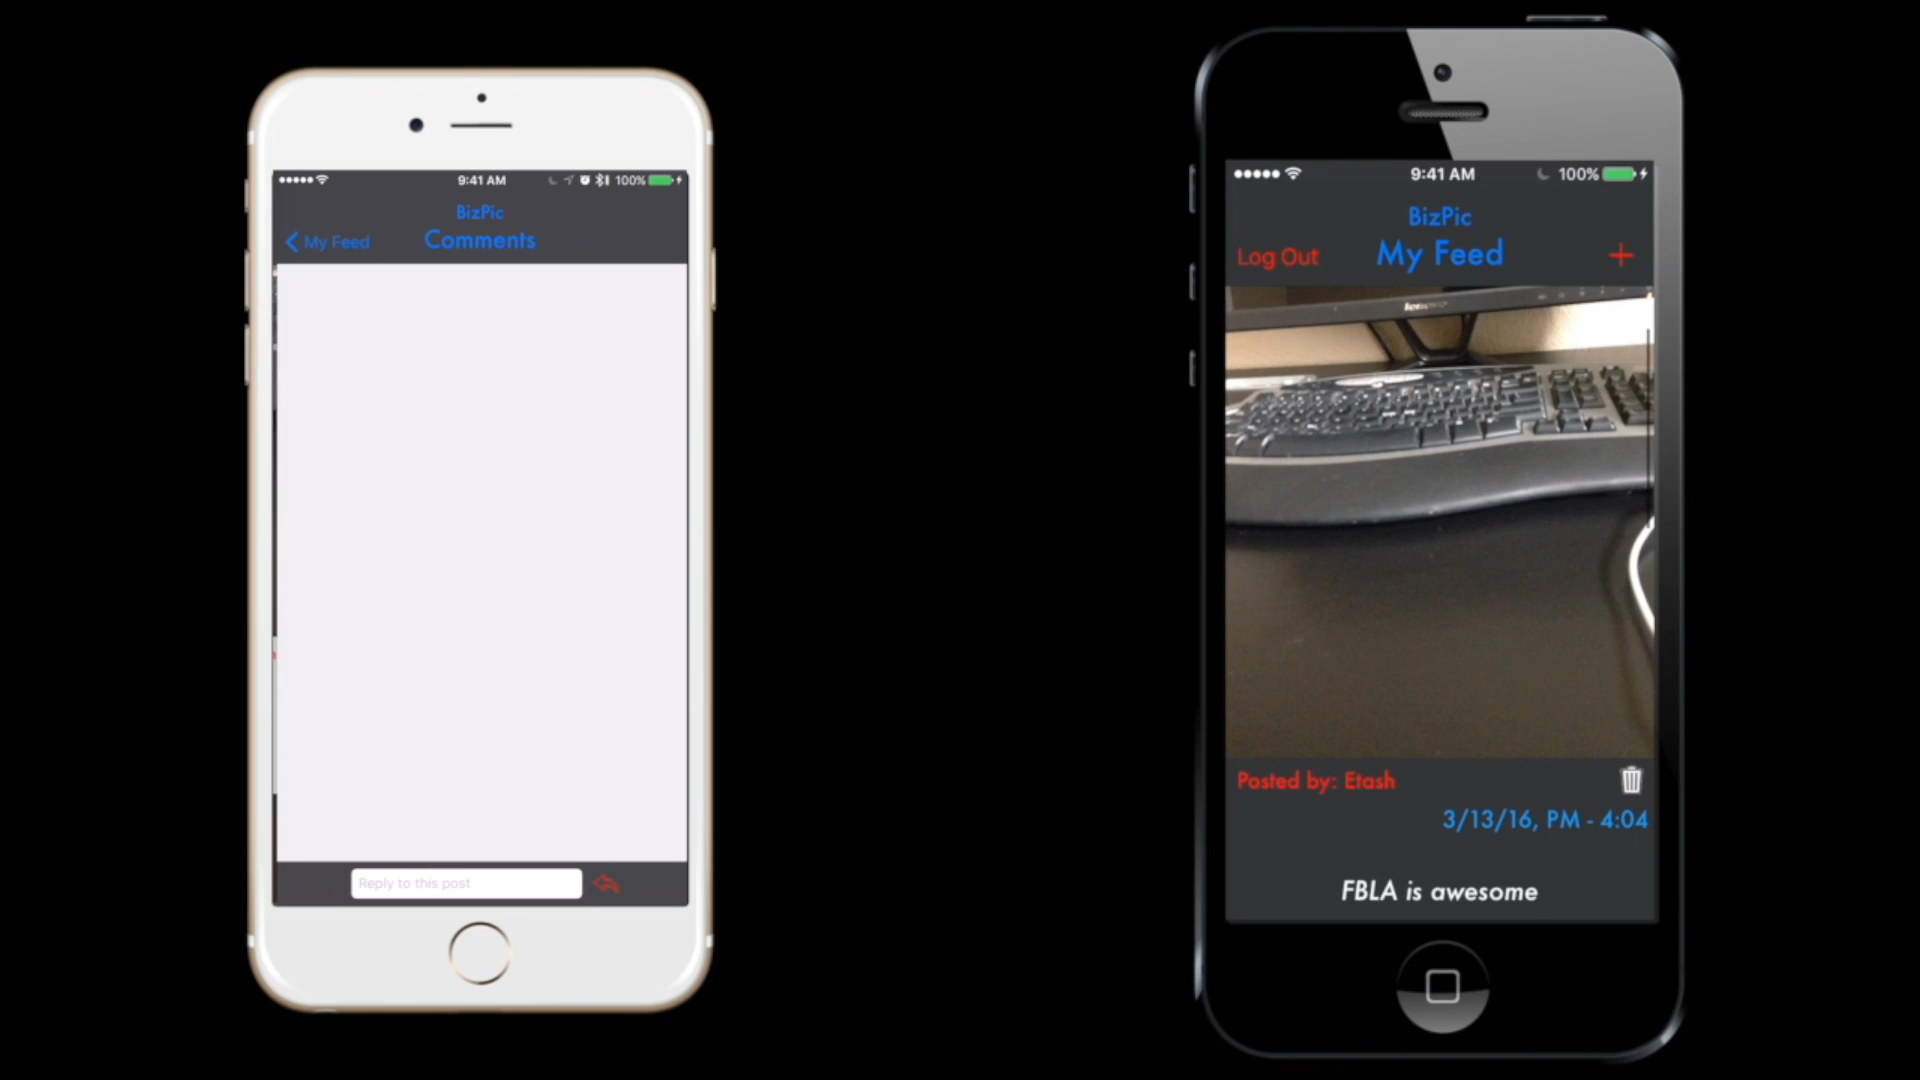 9:41 AM
100%
BizPic
My Feed
Comments
Reply to this post
9:41 AM
100%
BizPic
Log Out
My Feed
+
lenovo
Posted by: Etash
3/13/16, PM - 4:04
FBLA is awesome